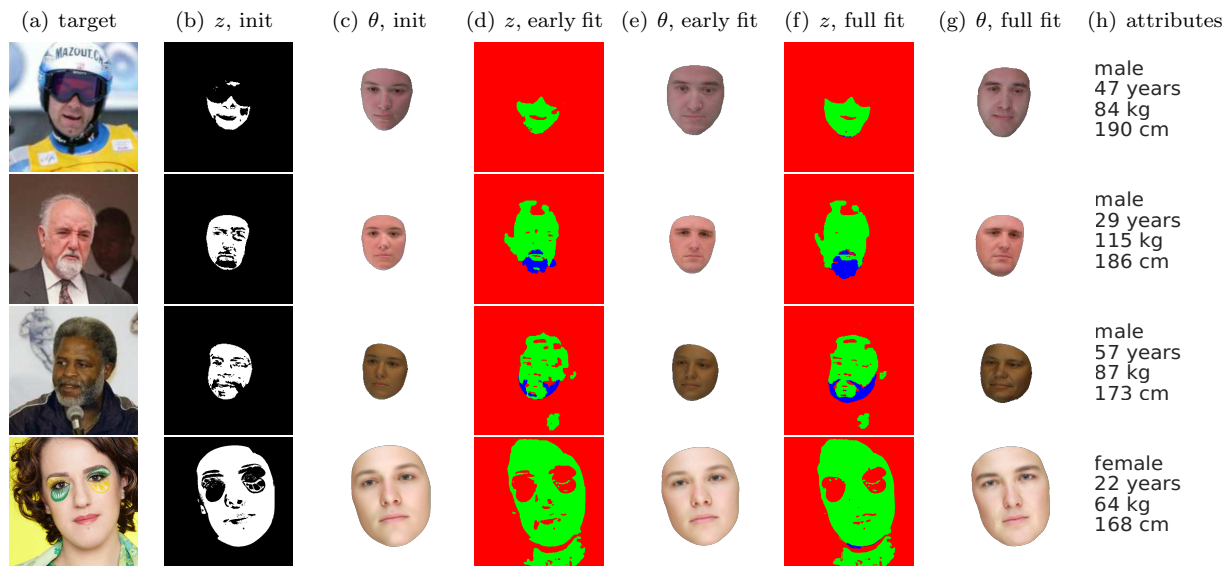 (a) target (b) z, init (c) θ, init (d) z, early fit (e) θ, early fit (f) z, full fit (g) θ, full fit (h) attributes
MAZOUT.CH
male
47 years
84 kg
190 cm
male
29 years
115 kg
186 cm
male
57 years
87 kg
173 cm
female
22 years
64 kg
168 cm